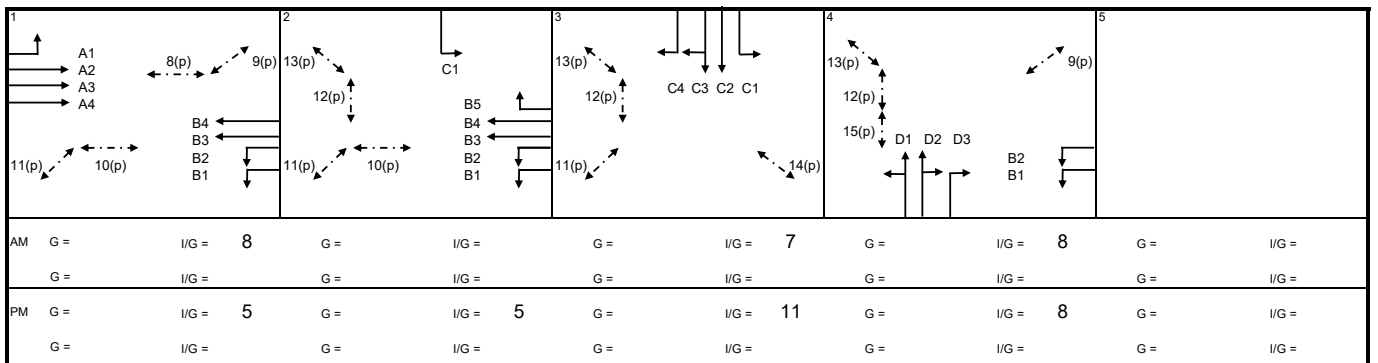 1
A1
A2
A3
A4
8(p)
9(p)
B4
B3
B2
B1
11(p)
10(p)
2
13(p)
12(p)
C1
B5
B4
B3
B2
B1
11(p)
10(p)
3
13(p)
12(p)
C4 C3 C2 C1
11(p)
14(p)
4
13(p)
12(p)
15(p)
9(p)
D1 D2 D3
B2
B1
5
AM G = I/G = 8 G = I/G = G = I/G = 7 G = I/G = 8 G = I/G =
G = I/G = G = I/G = G = I/G = G = I/G = G = I/G =
PM G = I/G = 5 G = I/G = 5 G = I/G = 11 G = I/G = 8 G = I/G =
G = I/G = G = I/G = G = I/G = G = I/G = G = I/G =